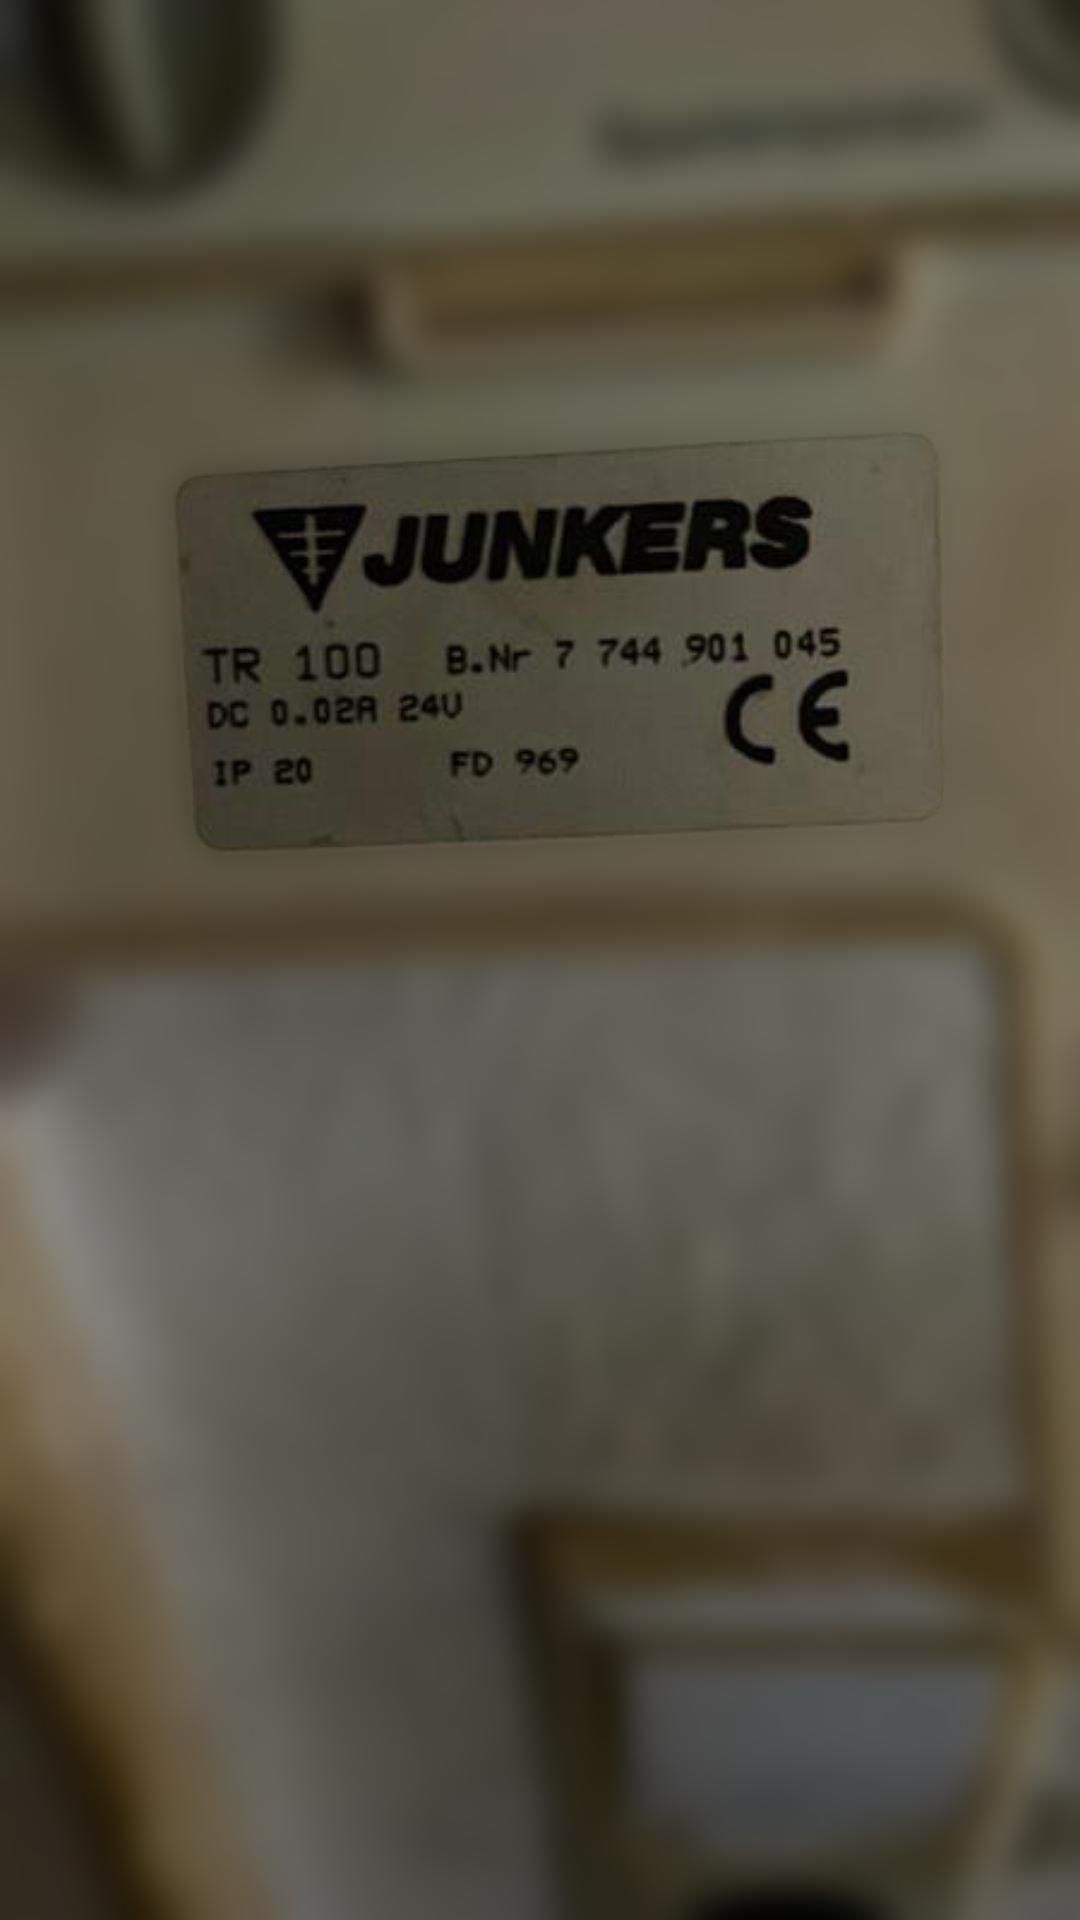 JUNKERS
TR 100 B.Nr 7 744 901 045
DC 0.02A 24V
CE
IP 20 FD 969